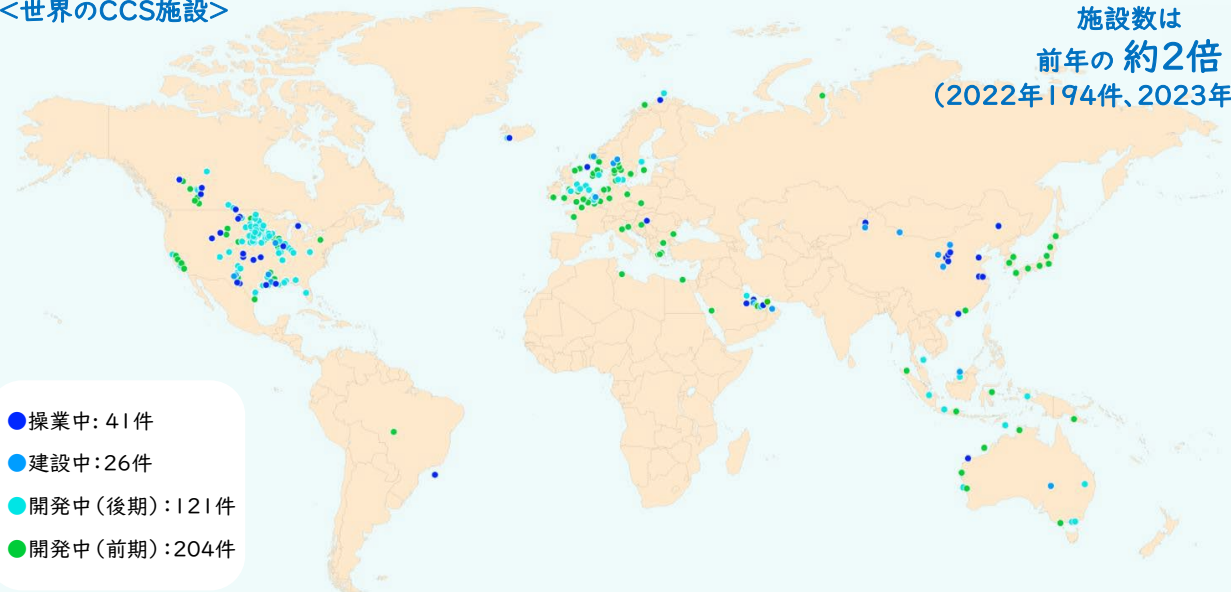 <世界のCCS施設>
施設数は
前年の 約2倍
(2022年194件、2023年
操業中: 41件
建設中:26件
開発中(後期):121件
開発中(前期):204件